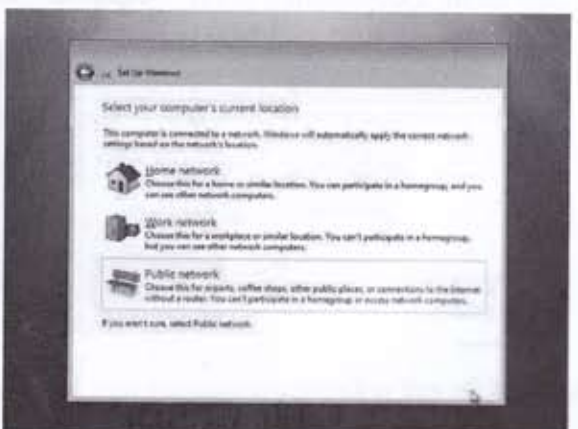 Set Up Windows
Select your computer's current location
This computer is connected to a network. Windows will automatically apply the correct network
settings based on the network's location.
Home network
Choose this for a home or similar location. You can participate in a homegroup, and you
can see other network computers.
Work network
Choose this for a workplace or similar location. You can't participate in a homegroup,
but you can see other network computers.
Public network
Choose this for airports, coffee shops, other public places, or connections to the Internet
without a router. You can't participate in a homegroup or access network computers.
If you aren't sure, select Public network.